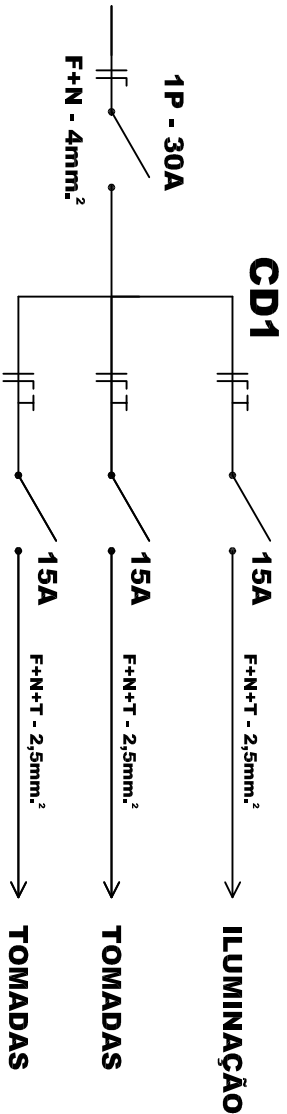 CD1
1P - 30A
F+N - 4mm.²
15A
F+N+T - 2,5mm.²
ILUMINAÇÃO
15A
F+N+T - 2,5mm.²
TOMADAS
15A
F+N+T - 2,5mm.²
TOMADAS